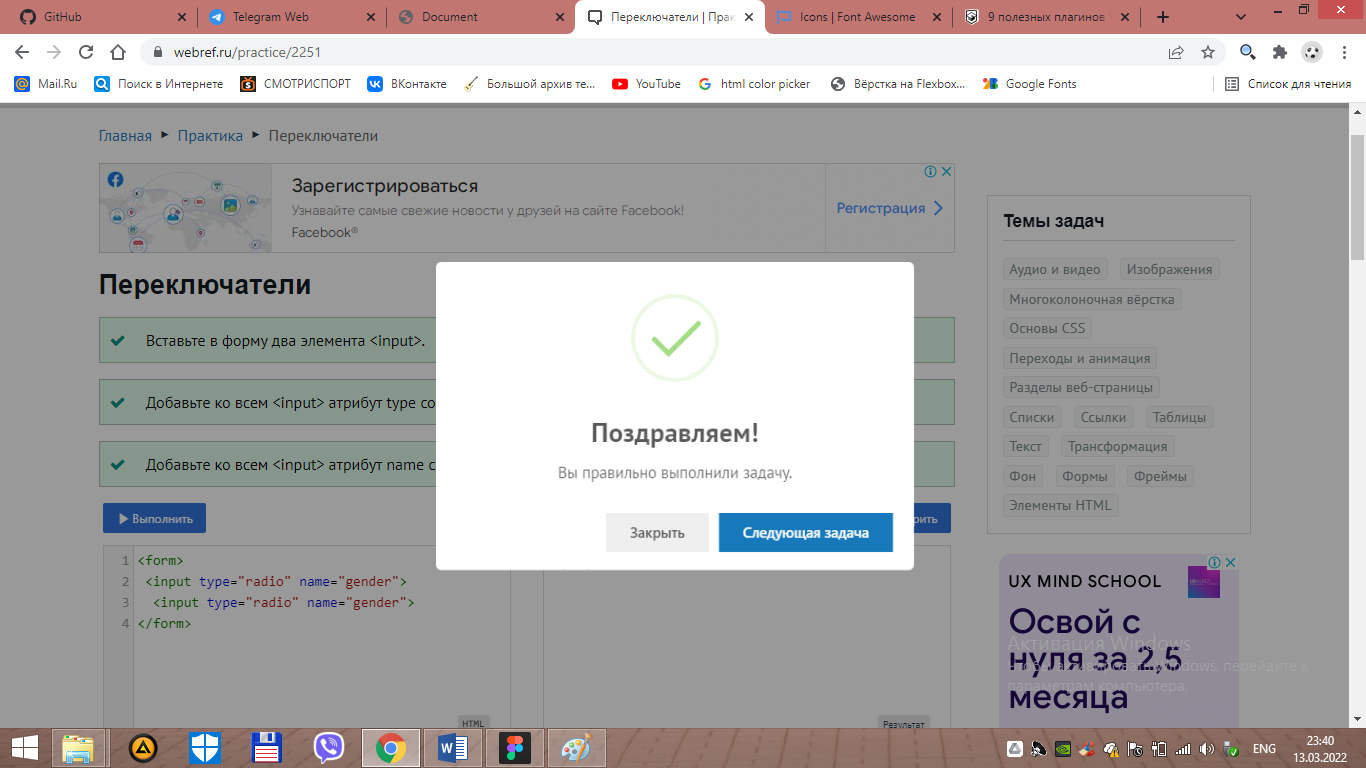 GitHub
Telegram Web
Document
Переключатели | Прак
Icons | Font Awesome
9 полезных плагинов
webref.ru/practice/2251
Mail.Ru
Поиск в Интернете
СМОТРИСПОРТ
ВКонтакте
Большой архив те...
YouTube
html color picker
Вёрстка на Flexbox...
Google Fonts
Список для чтения
Главная ► Практика ► Переключатели
Зарегистрироваться
Узнавайте самые свежие новости у друзей на сайте Facebook!
Facebook®
Регистрация
Переключатели
Вставьте в форму два элемента <input>.
Добавьте ко всем <input> атрибут type со
Добавьте ко всем <input> атрибут name с
Выполнить
рить
Поздравляем!
Вы правильно выполнили задачу.
Закрыть
Следующая задача
1 <form>
2 <input type="radio" name="gender">
3 <input type="radio" name="gender">
4 </form>
HTML
Результат
Темы задач
Аудио и видео
Изображения
Многоколоночная вёрстка
Основы CSS
Переходы и анимация
Разделы веб-страницы
Списки
Ссылки
Таблицы
Текст
Трансформация
Фон
Формы
Фреймы
Элементы HTML
UX MIND SCHOOL
Освой с
нуля за 2,5
месяца
Активация Windows
Чтобы активировать Windows, перейдите к
параметрам компьютера.
ENG
23:40
13.03.2022